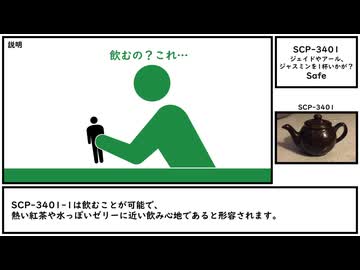 説明
飲むの？これ…
SCP-3401
ジェイドやアール、
ジャスミンを1杯いかが？
Safe
SCP-3401
SCP-3401-1は飲むことが可能で、
熱い紅茶や水っぽいゼリーに近い飲み心地であると形容されます。